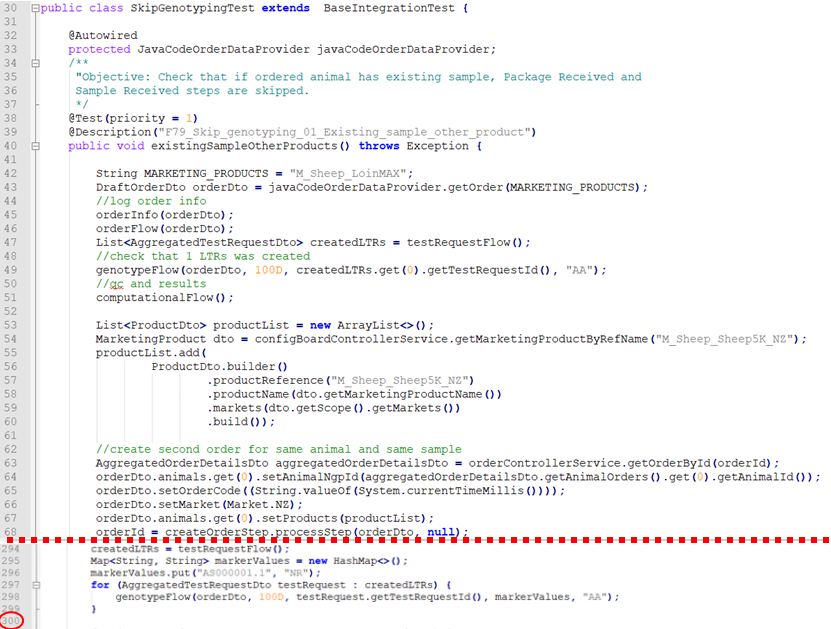 30 public class SkipGenotypingTest extends BaseIntegrationTest {
31
32 @Autowired
33 protected JavaCodeOrderDataProvider javaCodeOrderDataProvider;
34 /**
35 "Objective: Check that if ordered animal has existing sample, Package Received and
36 Sample Received steps are skipped.
37 */
38 @Test(priority = 1)
39 @Description("F79_Skip_genotyping_01_Existing_sample_other_product")
40 public void existingSampleOtherProducts() throws Exception {
41
42 String MARKETING_PRODUCTS = "M_Sheep_LoinMAX";
43 DraftOrderDto orderDto = javaCodeOrderDataProvider.getOrder(MARKETING_PRODUCTS);
44 //log order info
45 orderInfo(orderDto);
46 orderFlow(orderDto);
47 List<AggregatedTestRequestDto> createdLTRs = testRequestFlow();
48 //check that 1 LTRs was created
49 genotypeFlow(orderDto, 100D, createdLTRs.get(0).getTestRequestId(), "AA");
50 //qc and results
51 computationalFlow();
52
53 List<ProductDto> productList = new ArrayList<>();
54 MarketingProduct dto = configBoardControllerService.getMarketingProductByRefName("M_Sheep_Sheep5K_NZ");
55 productList.add(
56 ProductDto.builder()
57 .productReference("M_Sheep_Sheep5K_NZ")
58 .productName(dto.getMarketingProductName())
59 .markets(dto.getScope().getMarkets())
60 .build());
61
62 //create second order for same animal and same sample
63 AggregatedOrderDetailsDto aggregatedOrderDetailsDto = orderControllerService.getOrderById(orderId);
64 orderDto.animals.get(0).setAnimalNgpId(aggregatedOrderDetailsDto.getAnimalOrders().get(0).getAnimalId());
65 orderDto.setOrderCode((String.valueOf(System.currentTimeMillis())));
66 orderDto.setMarket(Market.NZ);
67 orderDto.animals.get(0).setProducts(productList);
68 orderId = createOrderStep.processStep(orderDto, null);
294 createdLTRs = testRequestFlow();
295 Map<String, String> markerValues = new HashMap<>();
296 markerValues.put("AS000001.1", "NR");
297 for (AggregatedTestRequestDto testRequest : createdLTRs) {
298 genotypeFlow(orderDto, 100D, testRequest.getTestRequestId(), markerValues, "AA");
299 }
300